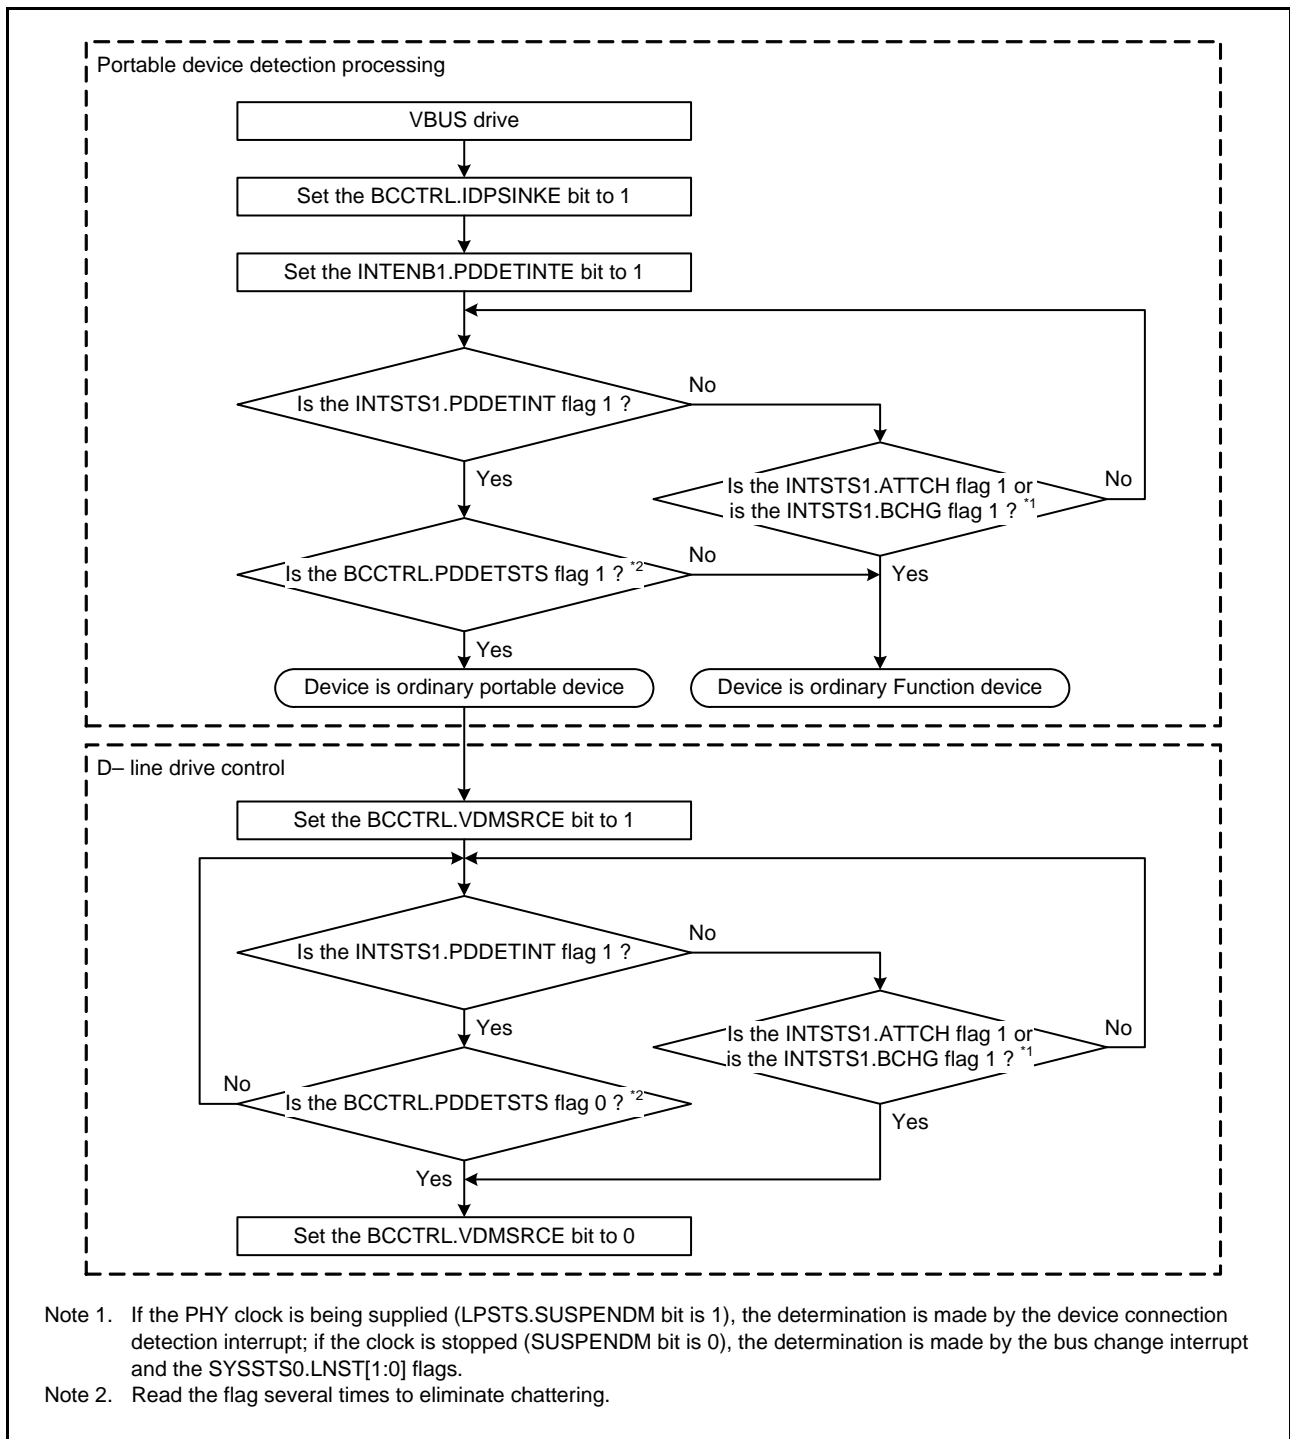 Portable device detection processing
VBUS drive
Set the BCCTRL.IDPSINKE bit to 1
Set the INTENB1.PDDETINTE bit to 1
Is the INTSTS1.PDDETINT flag 1 ?
No
Is the INTSTS1.ATTCH flag 1 or
is the INTSTS1.BCHG flag 1 ? *1
No
Yes
Is the BCCTRL.PDDETSTS flag 1 ? *2
No
Yes
Yes
Device is ordinary portable device
Device is ordinary Function device
D– line drive control
Set the BCCTRL.VDMSRCE bit to 1
Is the INTSTS1.PDDETINT flag 1 ?
No
Is the INTSTS1.ATTCH flag 1 or
is the INTSTS1.BCHG flag 1 ? *1
No
Yes
No
Is the BCCTRL.PDDETSTS flag 0 ? *2
Yes
Yes
Set the BCCTRL.VDMSRCE bit to 0
Note 1. If the PHY clock is being supplied (LPSTS.SUSPENDM bit is 1), the determination is made by the device connection
detection interrupt; if the clock is stopped (SUSPENDM bit is 0), the determination is made by the bus change interrupt
and the SYSSTS0.LNST[1:0] flags.
Note 2. Read the flag several times to eliminate chattering.